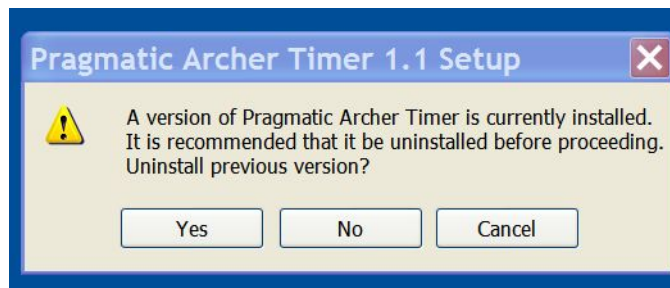 Pragmatic Archer Timer 1.1 Setup
A version of Pragmatic Archer Timer is currently installed.
It is recommended that it be uninstalled before proceeding.
Uninstall previous version?
Yes
No
Cancel